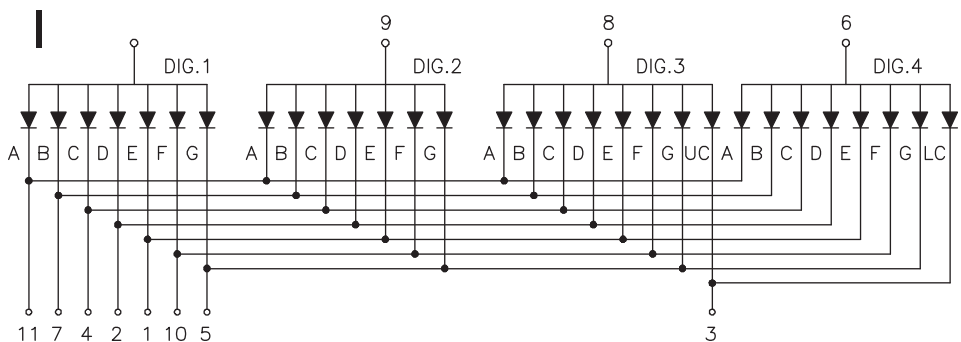 9 8 6
DIG.1 DIG.2 DIG.3 DIG.4
A B C D E F G A B C D E F G A B C D E F G UC A B C D E F G LC
11 7 4 2 1 10 5 3